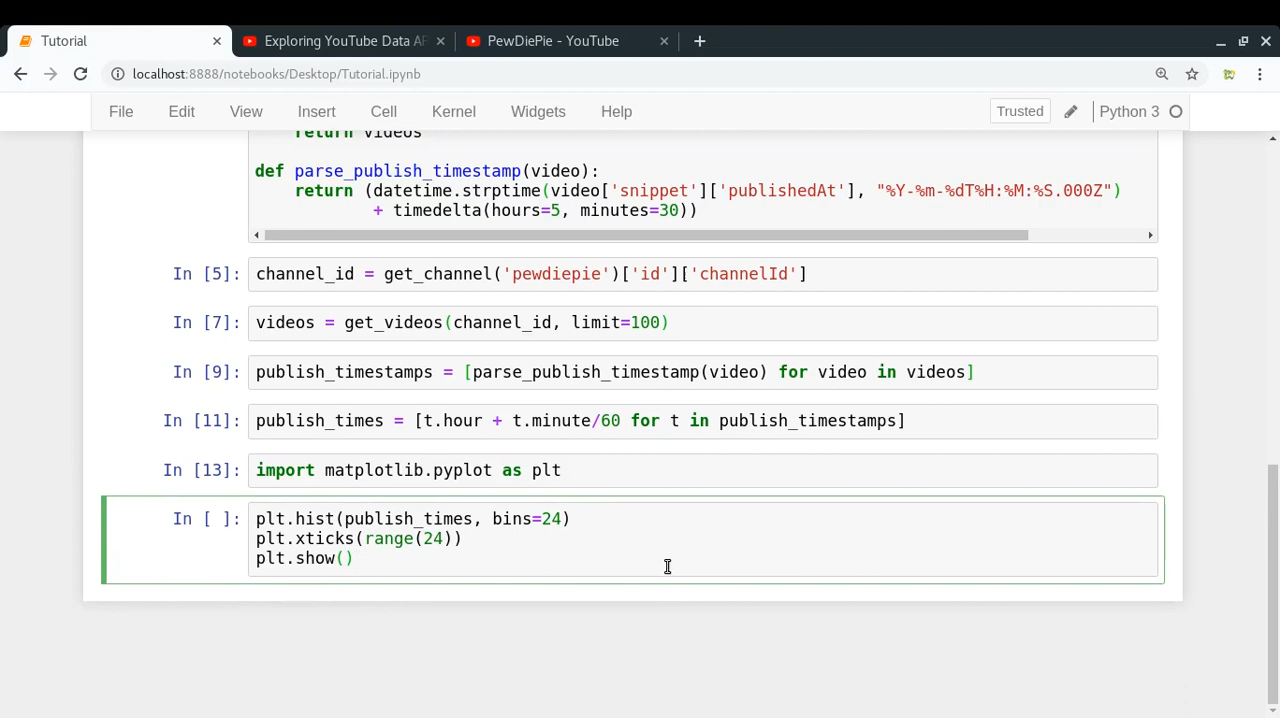 Tutorial
Exploring YouTube Data AP
PewDiePie - YouTube
localhost:8888/notebooks/Desktop/Tutorial.ipynb
File Edit View Insert Cell Kernel Widgets Help Trusted Python 3
return videos
def parse_publish_timestamp(video):
return (datetime.strptime(video['snippet']['publishedAt'], "%Y-%m-%dT%H:%M:%S.000Z")
+ timedelta(hours=5, minutes=30))
In [5]: channel_id = get_channel('pewdiepie')['id']['channelId']
In [7]: videos = get_videos(channel_id, limit=100)
In [9]: publish_timestamps = [parse_publish_timestamp(video) for video in videos]
In [11]: publish_times = [t.hour + t.minute/60 for t in publish_timestamps]
In [13]: import matplotlib.pyplot as plt
In [ ]: plt.hist(publish_times, bins=24)
plt.xticks(range(24))
plt.show()